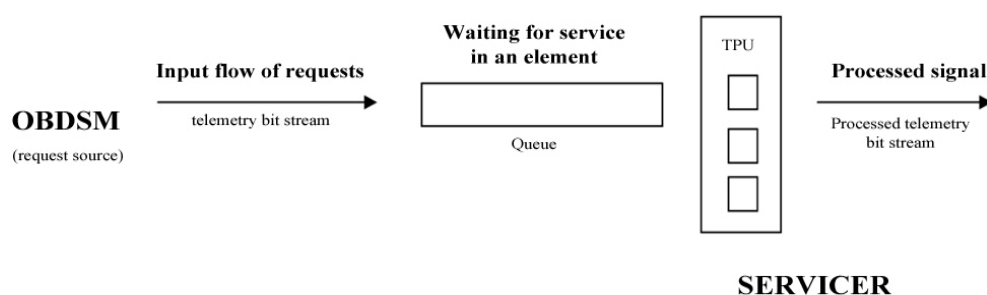 Waiting for service
in an element
TPU
Input flow of requests
Processed signal
telemetry bit stream
OBDSM
(request source)
Queue
Processed telemetry
bit stream
SERVICER